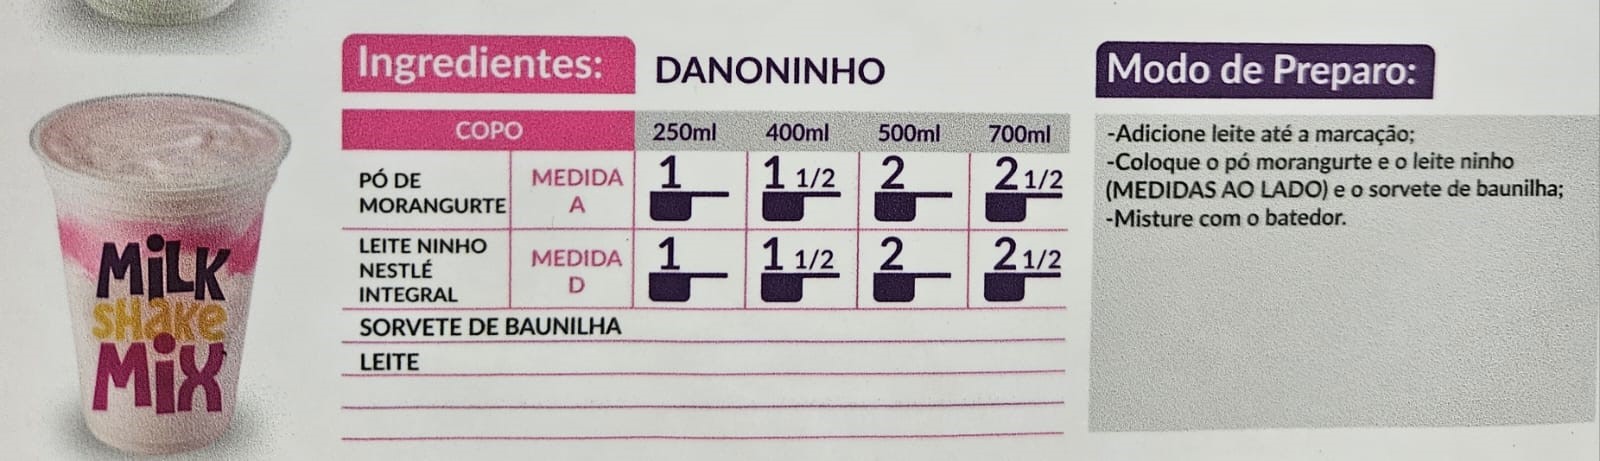 MiLK
sHake
MiX
Ingredientes:
DANONINHO
COPO 250ml 400ml 500ml 700ml
PÓ DE
MORANGURTE
MEDIDA
A
1 1 1/2 2 2 1/2
LEITE NINHO
NESTLÉ
INTEGRAL
MEDIDA
D
1 1 1/2 2 2 1/2
SORVETE DE BAUNILHA
LEITE
Modo de Preparo:
-Adicione leite até a marcação;
-Coloque o pó morangurte e o leite ninho
(MEDIDAS AO LADO) e o sorvete de baunilha;
-Misture com o batedor.